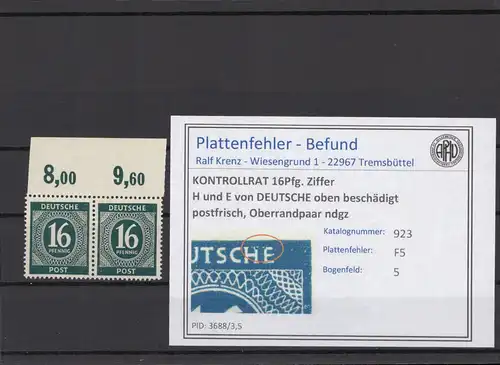 8,00 9,60
DEUTSCHE DEUTSCHE
16 16
PFENNIG PFENNIG
POST POST
Plattenfehler - Befund
Ralf Krenz - Wiesengrund 1 - 22967 Tremsbüttel
KONTROLLRAT 16Pfg. Ziffer
H und E von DEUTSCHE oben beschädigt
postfrisch, Oberrandpaar ndgz
Katalognummer: 923
Plattenfehler: F5
Bogenfeld: 5
UTSCHE
PID: 3688/3,5